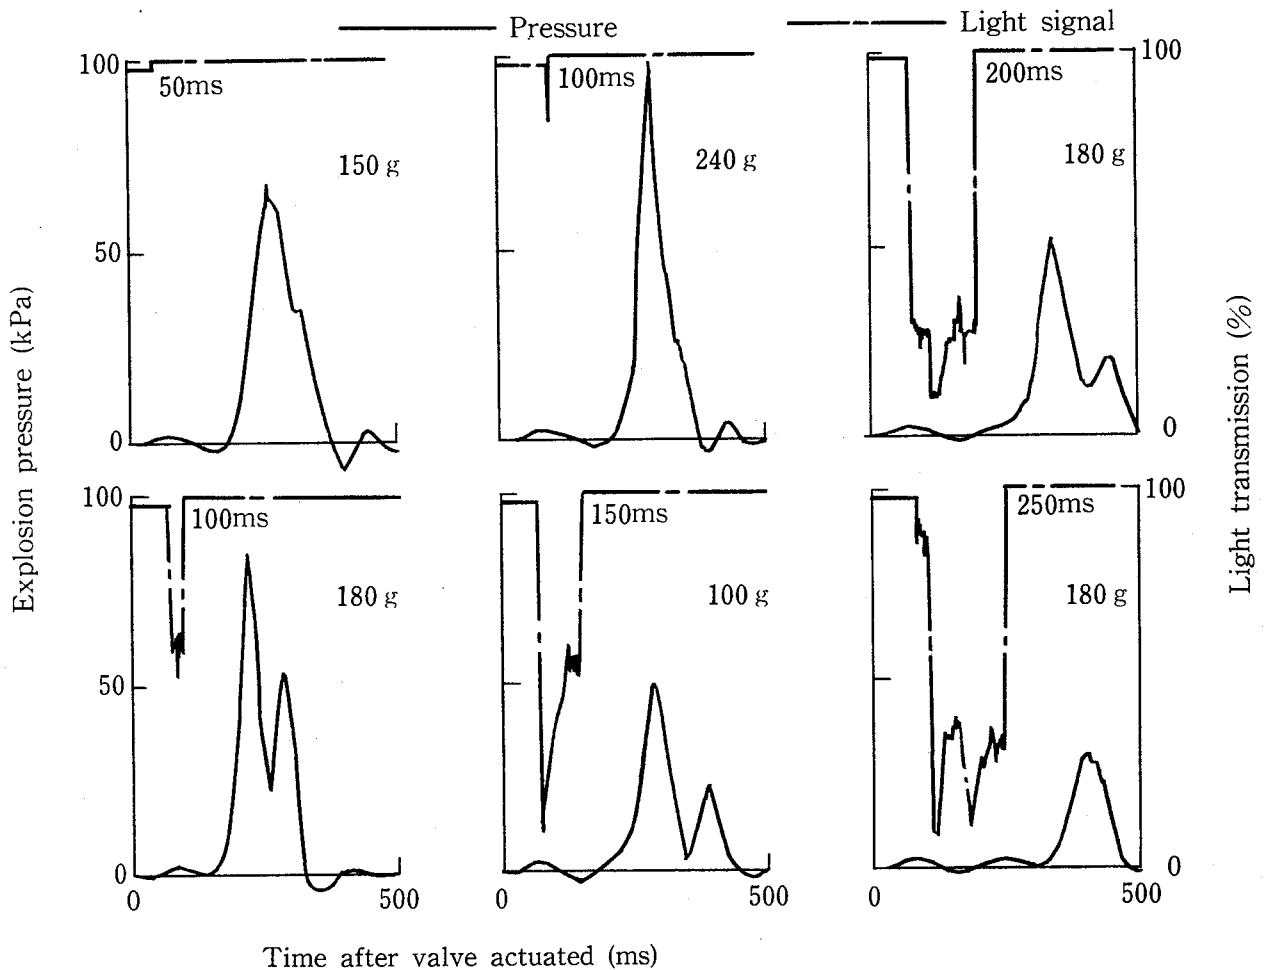 Pressure
Light signal
100
50
0
50ms
150 g
100ms
240 g
200ms
180 g
100
0
100
50
0
100ms
180 g
0
500
150ms
100 g
0
500
250ms
180 g
100
0
0
500
Explosion pressure (kPa)
Light transmission (%)
Time after valve actuated (ms)